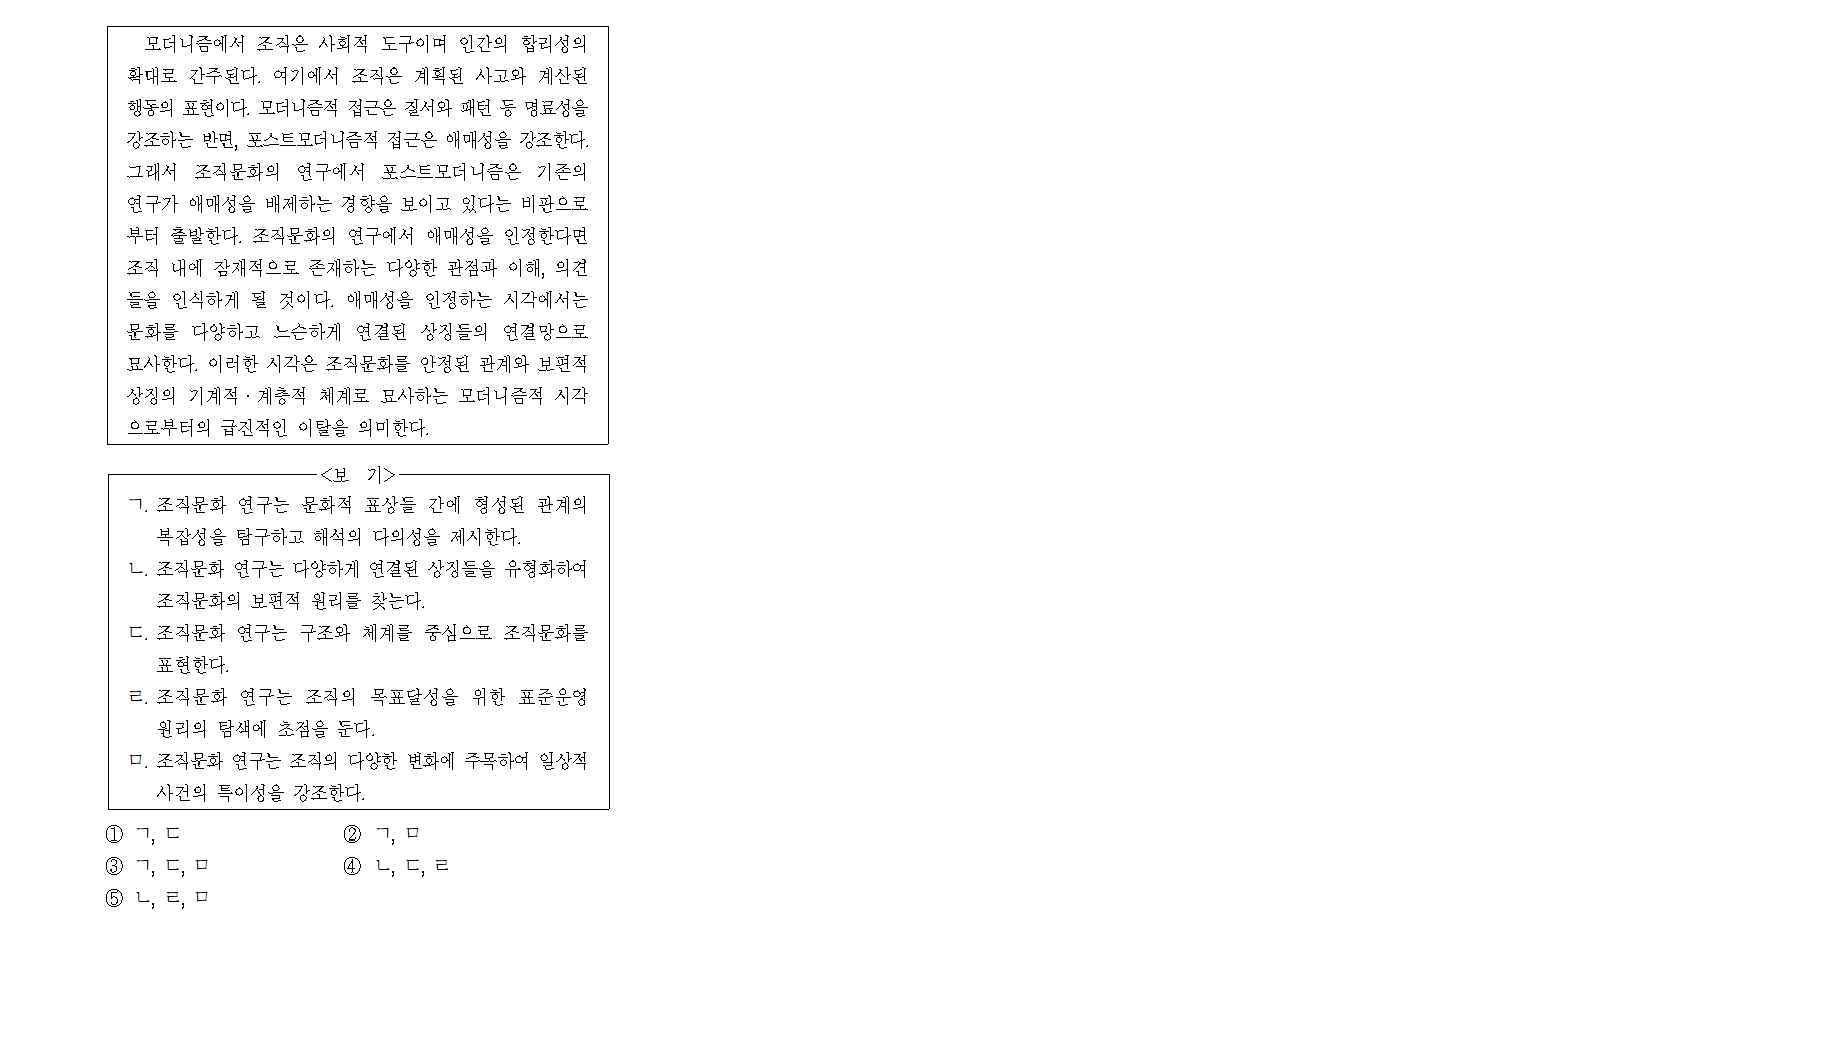 모더니즘에서 조직은 사회적 도구이며 인간의 합리성의
확대로 간주된다. 여기에서 조직은 계획된 사고와 계산된
행동의 표현이다. 모더니즘적 접근은 질서와 패턴 등 명료성을
강조하는 반면, 포스트모더니즘적 접근은 애매성을 강조한다.
그래서 조직문화의 연구에서 포스트모더니즘은 기존의
연구가 애매성을 배제하는 경향을 보이고 있다는 비판으로
부터 출발한다. 조직문화의 연구에서 애매성을 인정한다면
조직 내에 잠재적으로 존재하는 다양한 관점과 이해, 의견
들을 인식하게 될 것이다. 애매성을 인정하는 시각에서는
문화를 다양하고 느슨하게 연결된 상징들의 연결망으로
묘사한다. 이러한 시각은 조직문화를 안정된 관계와 보편적
상징의 기계적·계층적 체계로 묘사하는 모더니즘적 시각
으로부터의 급진적인 이탈을 의미한다.
<보 기>
ㄱ. 조직문화 연구는 문화적 표상들 간에 형성된 관계의
복잡성을 탐구하고 해석의 다의성을 제시한다.
ㄴ. 조직문화 연구는 다양하게 연결된 상징들을 유형화하여
조직문화의 보편적 원리를 찾는다.
ㄷ. 조직문화 연구는 구조와 체계를 중심으로 조직문화를
표현한다.
ㄹ. 조직문화 연구는 조직의 목표달성을 위한 표준운영
원리의 탐색에 초점을 둔다.
ㅁ. 조직문화 연구는 조직의 다양한 변화에 주목하여 일상적
사건의 특이성을 강조한다.
① ㄱ, ㄷ ② ㄱ, ㅁ
③ ㄱ, ㄷ, ㅁ ④ ㄴ, ㄷ, ㄹ
⑤ ㄴ, ㄹ, ㅁ